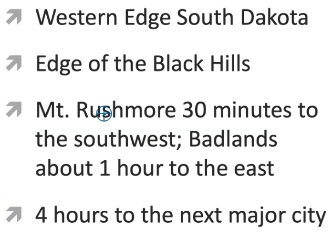 Western Edge South Dakota
Edge of the Black Hills
Mt. Rushmore 30 minutes to
the southwest; Badlands
about 1 hour to the east
4 hours to the next major city